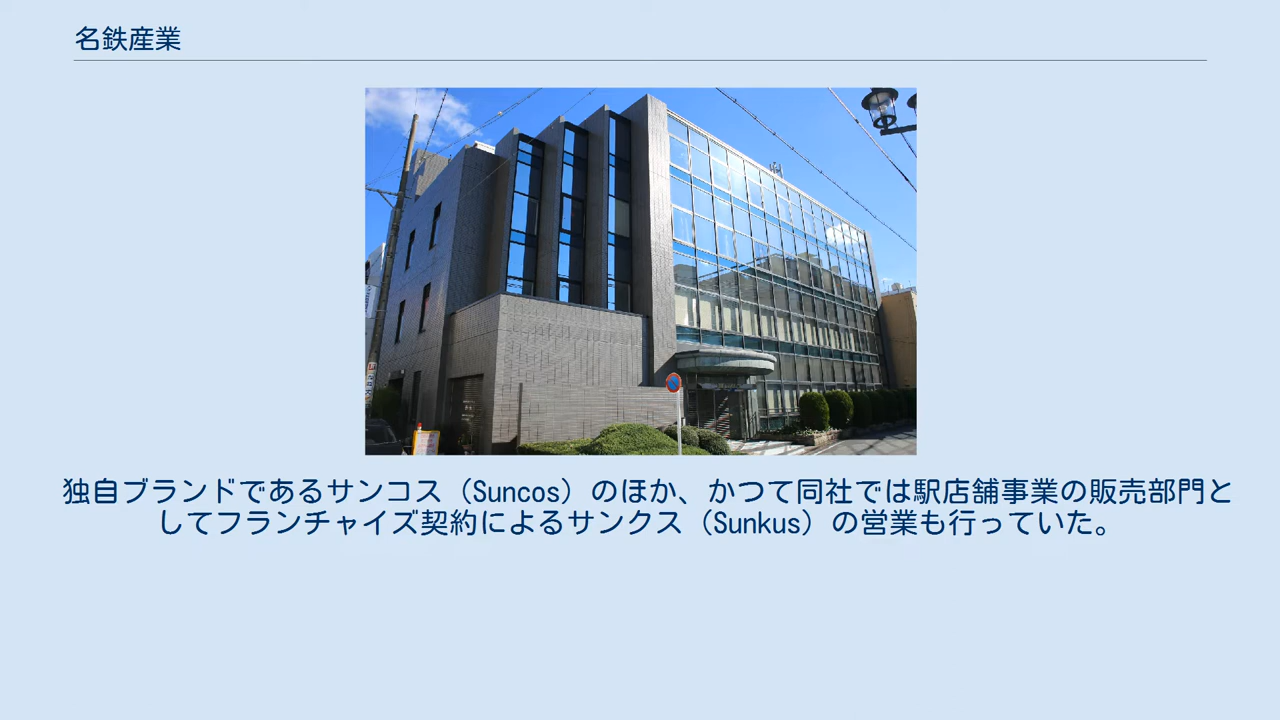 名鉄産業
独自ブランドであるサンコス（Suncos）のほか、かつて同社では駅店舗事業の販売部門と
してフランチャイズ契約によるサンクス（Sunkus）の営業も行っていた。